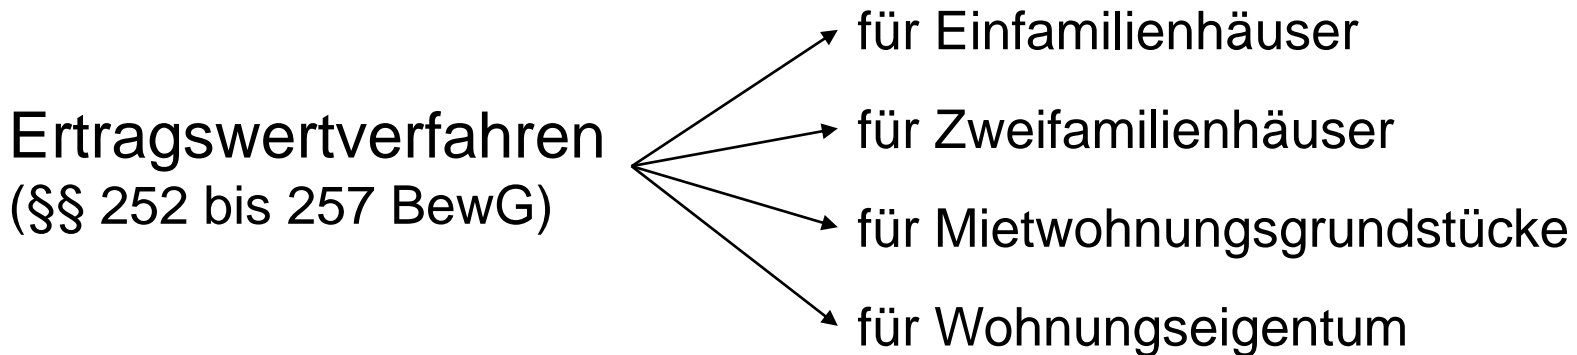 Ertragswertverfahren
(§§ 252 bis 257 BewG)
für Einfamilienhäuser
für Zweifamilienhäuser
für Mietwohnungsgrundstücke
für Wohnungseigentum